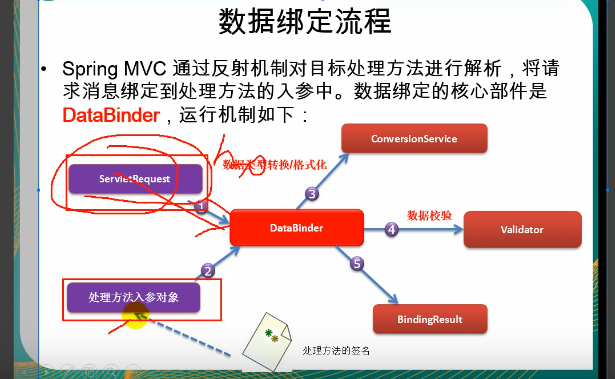 数据绑定流程
• Spring MVC 通过反射机制对目标处理方法进行解析，将请
求消息绑定到处理方法的入参中。数据绑定的核心部件是
DataBinder，运行机制如下：
ConversionService
数据类型转换/格式化
ServletRequest
3
1
数据校验
DataBinder
4
Validator
2
5
处理方法入参对象
BindingResult
处理方法的签名